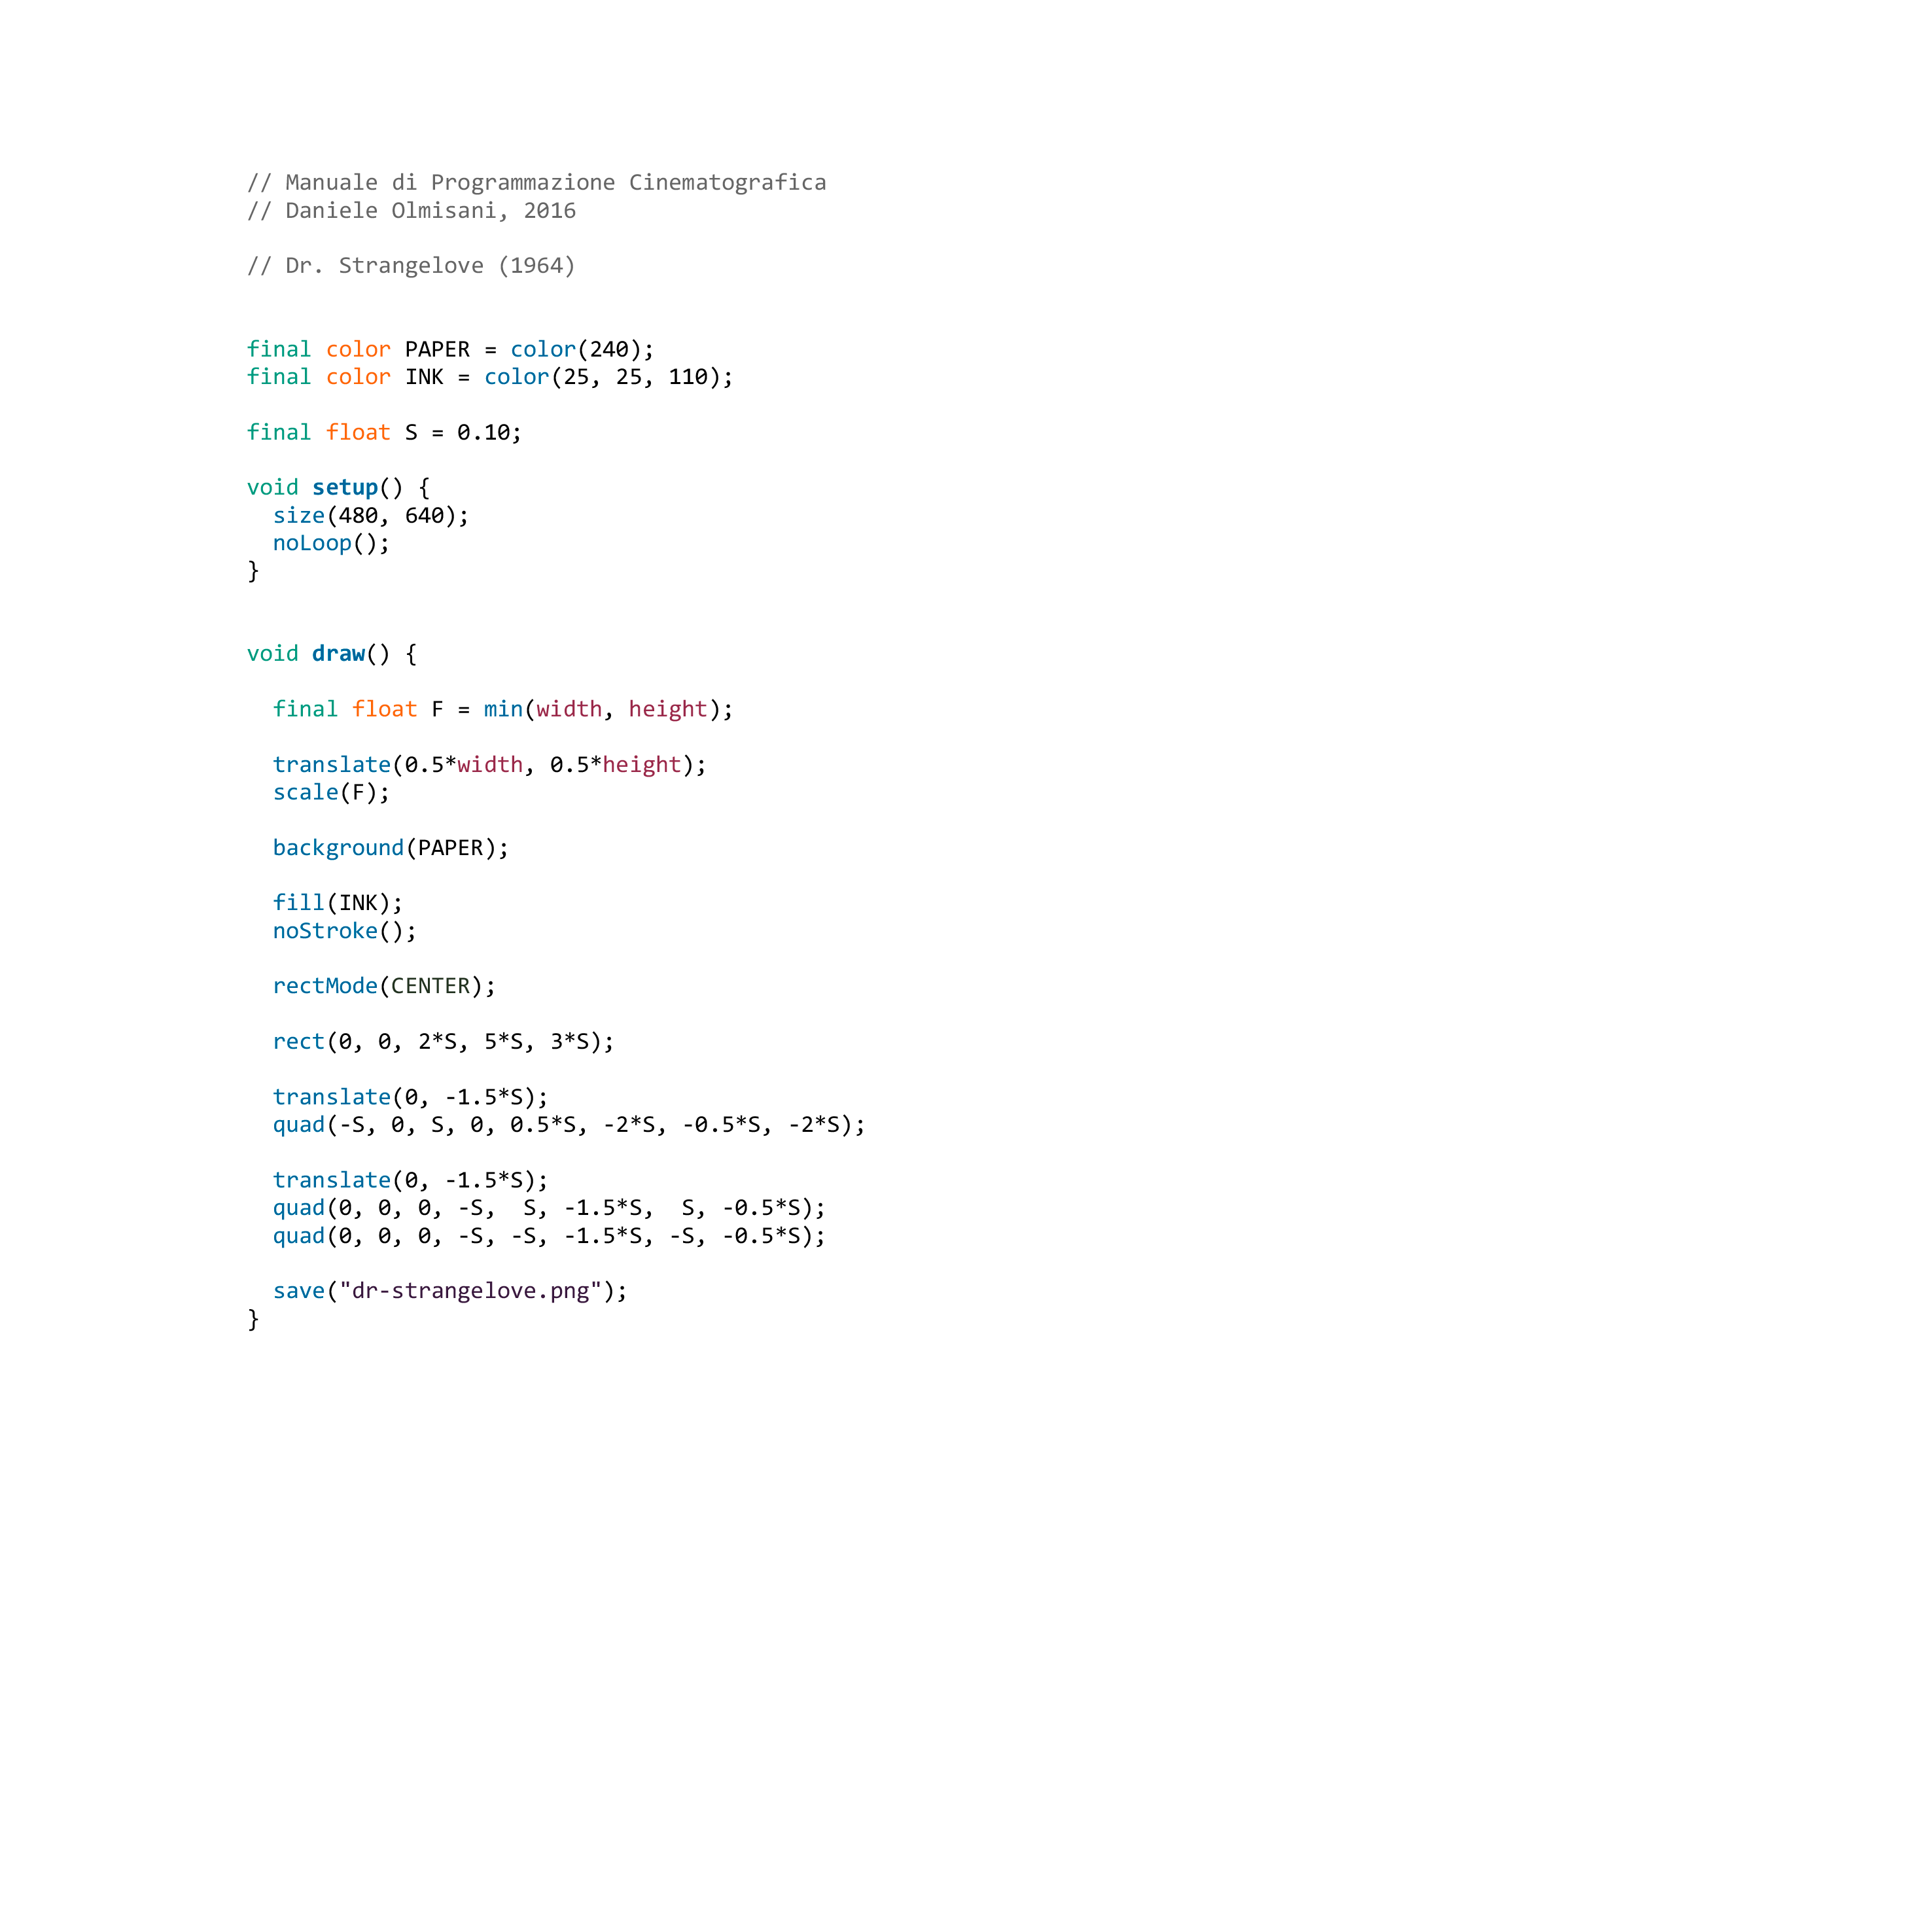 // Manuale di Programmazione Cinematografica
// Daniele Olmisani, 2016
// Dr. Strangelove (1964)
final color PAPER = color(240);
final color INK = color(25, 25, 110);
final float S = 0.10;
void setup() {
  size(480, 640);
  noLoop();
}
void draw() {
  final float F = min(width, height);
  translate(0.5*width, 0.5*height);
  scale(F);
  background(PAPER);
  fill(INK);
  noStroke();
  rectMode(CENTER);
  rect(0, 0, 2*S, 5*S, 3*S);
  translate(0, -1.5*S);
  quad(-S, 0, S, 0, 0.5*S, -2*S, -0.5*S, -2*S);
  translate(0, -1.5*S);
  quad(0, 0, 0, -S,  S, -1.5*S,  S, -0.5*S);
  quad(0, 0, 0, -S, -S, -1.5*S, -S, -0.5*S);
  save("dr-strangelove.png");
}